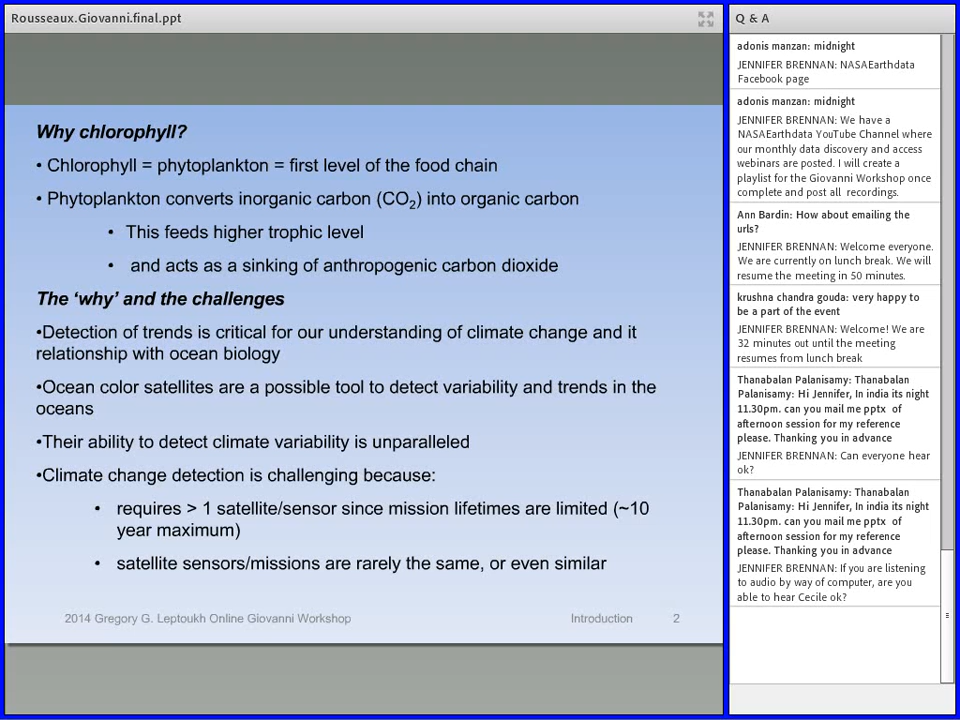 Rousseaux.Giovanni.final.ppt
Why chlorophyll?
• Chlorophyll = phytoplankton = first level of the food chain
• Phytoplankton converts inorganic carbon (CO2) into organic carbon
• This feeds higher trophic level
• and acts as a sinking of anthropogenic carbon dioxide
The ‘why’ and the challenges
•Detection of trends is critical for our understanding of climate change and it
relationship with ocean biology
•Ocean color satellites are a possible tool to detect variability and trends in the
oceans
•Their ability to detect climate variability is unparalleled
•Climate change detection is challenging because:
• requires > 1 satellite/sensor since mission lifetimes are limited (~10
year maximum)
• satellite sensors/missions are rarely the same, or even similar
2014 Gregory G. Leptoukh Online Giovanni Workshop Introduction 2
Q & A
adonis manzan: midnight
JENNIFER BRENNAN: NASAEarthdata
Facebook page
adonis manzan: midnight
JENNIFER BRENNAN: We have a
NASAEarthdata YouTube Channel where
our monthly data discovery and access
webinars are posted. I will create a
playlist for the Giovanni Workshop once
complete and post all recordings.
Ann Bardin: How about emailing the
urls?
JENNIFER BRENNAN: Welcome everyone.
We are currently on lunch break. We will
resume the meeting in 50 minutes.
krushna chandra gouda: very happy to
be a part of the event
JENNIFER BRENNAN: Welcome! We are
32 minutes out until the meeting
resumes from lunch break
Thanabalan Palanisamy: Thanabalan
Palanisamy: Hi Jennifer, In india its night
11.30pm. can you mail me pptx of
afternoon session for my reference
please. Thanking you in advance
JENNIFER BRENNAN: Can everyone hear
ok?
Thanabalan Palanisamy: Thanabalan
Palanisamy: Hi Jennifer, In india its night
11.30pm. can you mail me pptx of
afternoon session for my reference
please. Thanking you in advance
JENNIFER BRENNAN: If you are listening
to audio by way of computer, are you
able to hear Cecile ok?